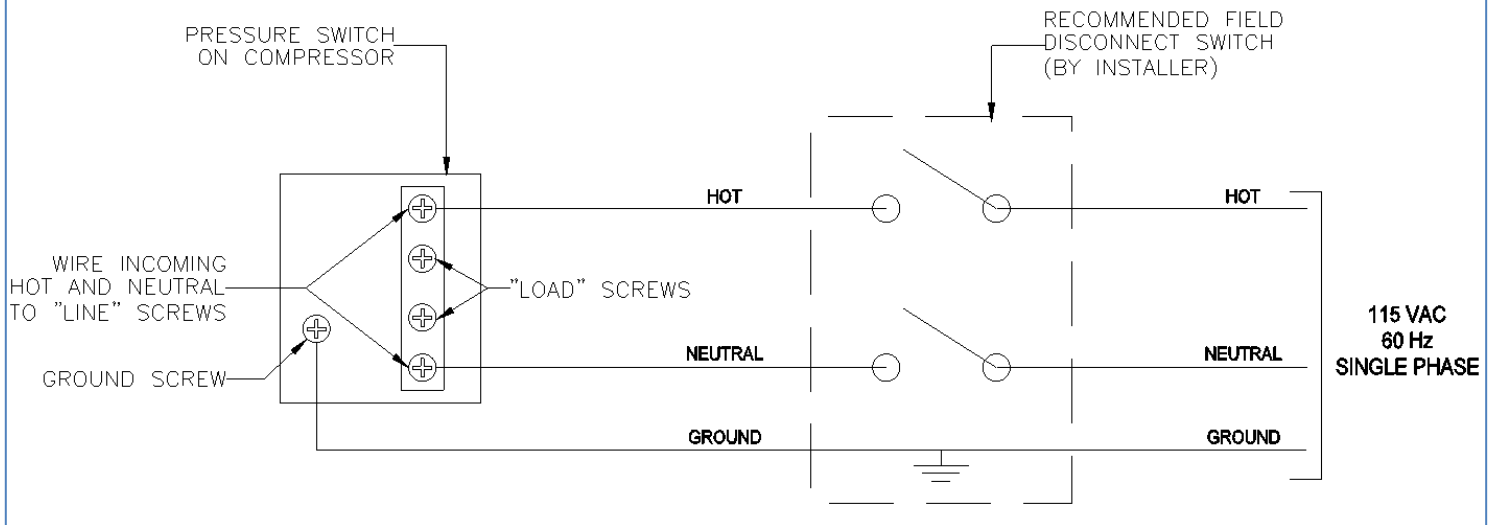 PRESSURE SWITCH
ON COMPRESSOR
RECOMMENDED FIELD
DISCONNECT SWITCH
(BY INSTALLER)
HOT
HOT
WIRE INCOMING
HOT AND NEUTRAL
TO "LINE" SCREWS
"LOAD" SCREWS
115 VAC
60 Hz
SINGLE PHASE
NEUTRAL
NEUTRAL
GROUND SCREW
GROUND
GROUND